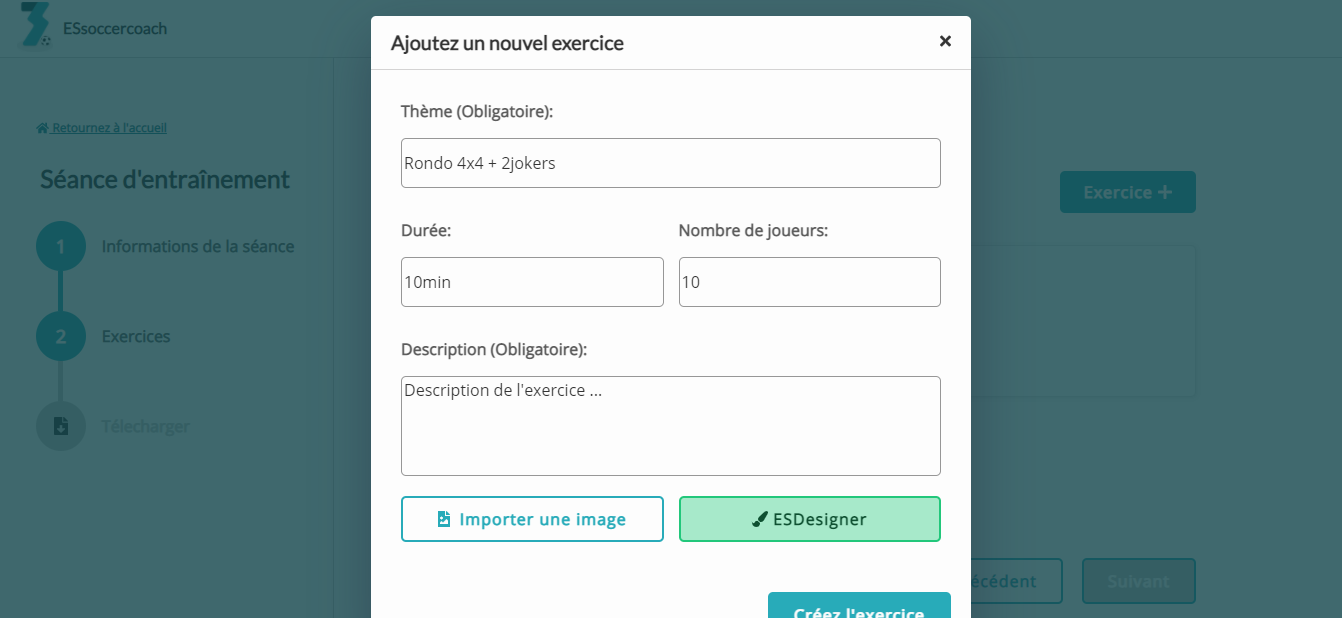 ESsoccercoach
Ajoutez un nouvel exercice
×
Retournez à l'accueil
Séance d'entraînement
1 Informations de la séance
2 Exercices
Télecharger
Thème (Obligatoire):
Rondo 4x4 + 2jokers
Durée: Nombre de joueurs:
10min 10
Description (Obligatoire):
Description de l'exercice ...
Importer une image ESDesigner
Créez l'exercice
Exercice +
écédent Suivant